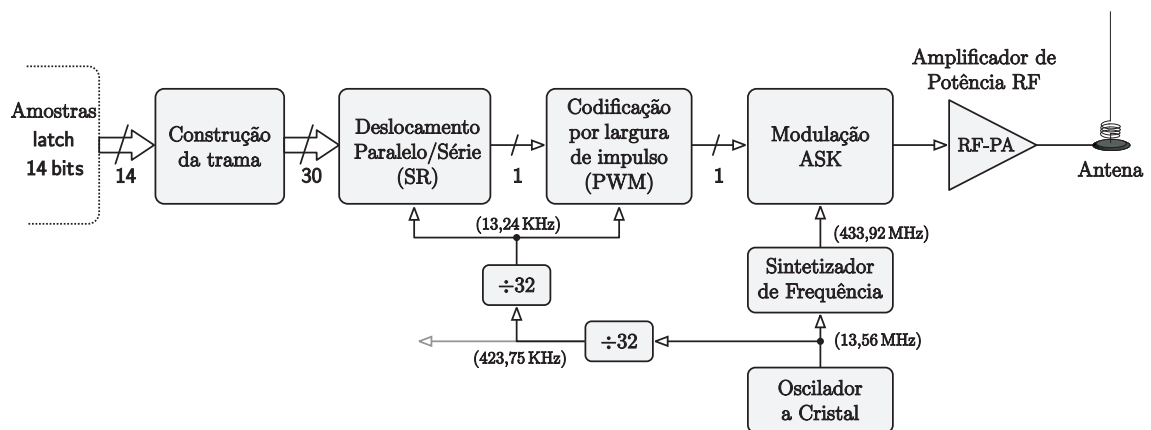 Amostras
latch
14 bits
14
Construção
da trama
30
Deslocamento
Paralelo/Série
(SR)
1
Codificação
por largura
de impulso
(PWM)
1
Modulação
ASK
Amplificador de
Potência RF
RF-PA
Antena
(13,24 KHz)
÷32
(423,75 KHz)
÷32
(433,92 MHz)
Sintetizador
de Frequência
(13,56 MHz)
Oscilador
a Cristal